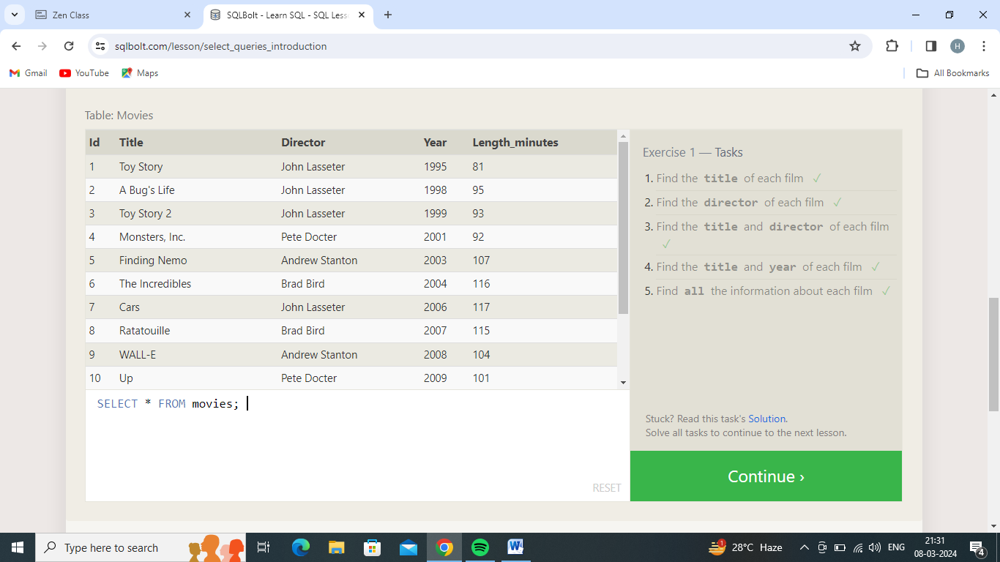 Zen Class
SQLBolt - Learn SQL - SQL Less
sqlbolt.com/lesson/select_queries_introduction
H
Gmail YouTube Maps All Bookmarks
Table: Movies
Id Title Director Year Length_minutes
1 Toy Story John Lasseter 1995 81
2 A Bug's Life John Lasseter 1998 95
3 Toy Story 2 John Lasseter 1999 93
4 Monsters, Inc. Pete Docter 2001 92
5 Finding Nemo Andrew Stanton 2003 107
6 The Incredibles Brad Bird 2004 116
7 Cars John Lasseter 2006 117
8 Ratatouille Brad Bird 2007 115
9 WALL-E Andrew Stanton 2008 104
10 Up Pete Docter 2009 101
SELECT * FROM movies;
RESET
Exercise 1 — Tasks
1. Find the title of each film ✓
2. Find the director of each film ✓
3. Find the title and director of each film
✓
4. Find the title and year of each film ✓
5. Find all the information about each film ✓
Stuck? Read this task's Solution.
Solve all tasks to continue to the next lesson.
Continue ›
Type here to search
1
28°C Haze
ENG
21:31
08-03-2024
4